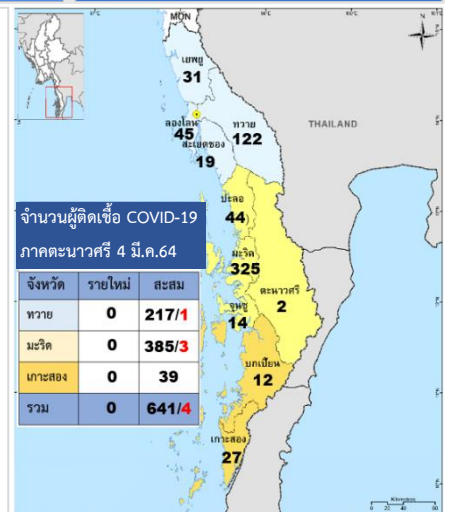 MON
เยพยู
31
ลองโลน
45
ทวาย
122
สะเยดชอง
19
THAILAND
ปะลอ
44
มะริด
325
ตะนาวศรี
2
จุนซู
14
บกเปี้ยน
12
เกาะสอง
27
จำนวนผู้ติดเชื้อ COVID-19
ภาคตะนาวศรี 4 มี.ค.64
จังหวัด รายใหม่ สะสม
ทวาย 0 217/1
มะริด 0 385/3
เกาะสอง 0 39
รวม 0 641/4
N
Kilometers
0 20 40 80